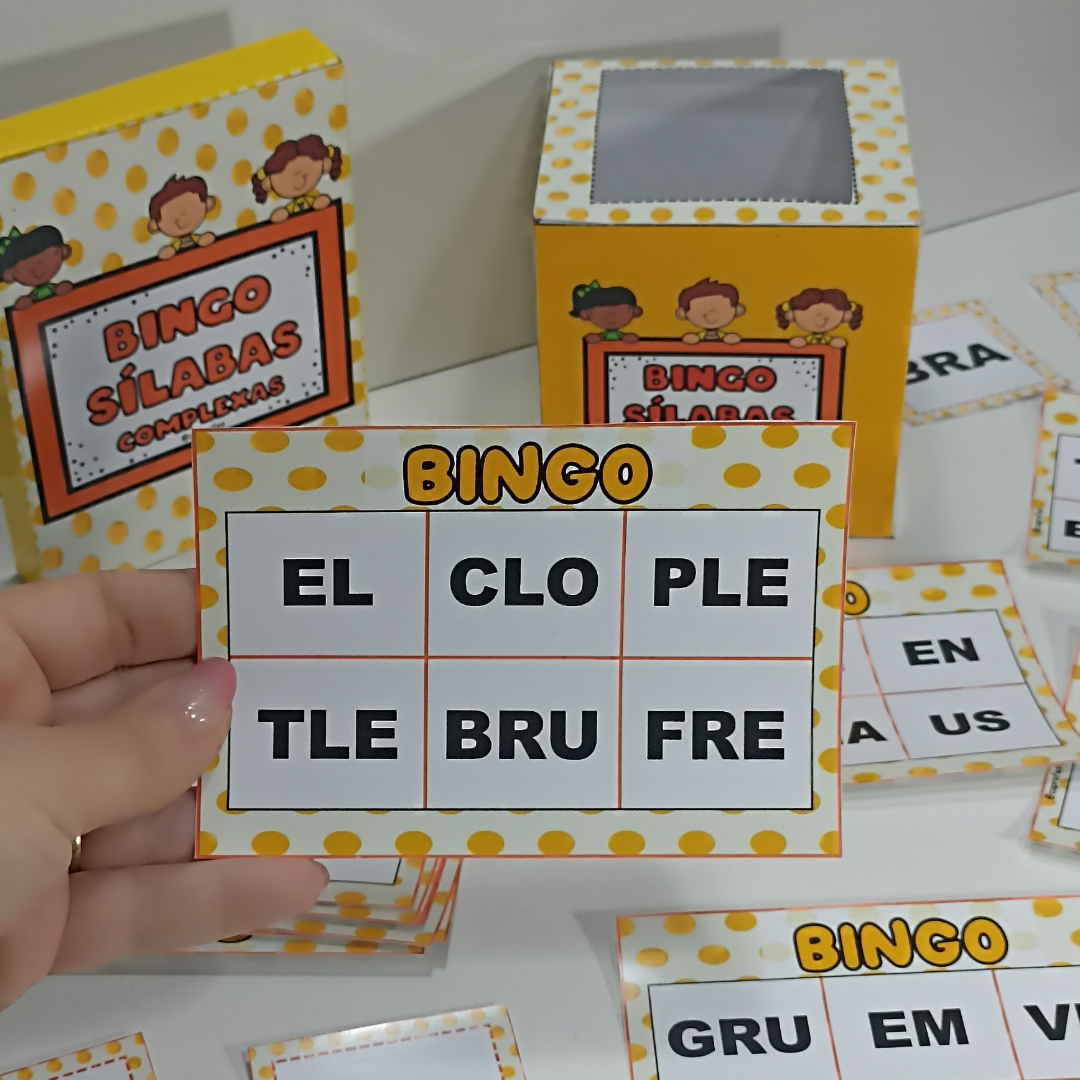 BINGO
SÍLABAS
COMPLEXAS
BINGO
SÍLABAS
BRA
BINGO
EL CLO PLE
TLE BRU FRE
EN
US
BINGO
GRU EM